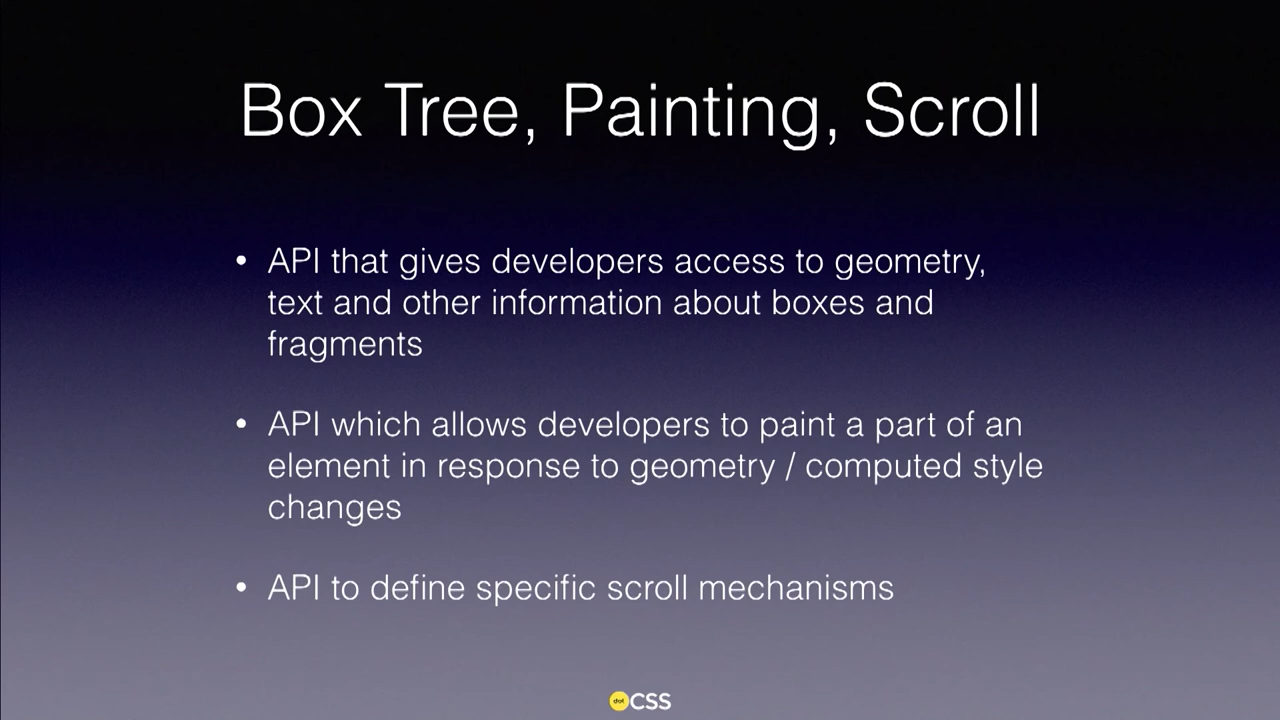 Box Tree, Painting, Scroll
• API that gives developers access to geometry,
text and other information about boxes and
fragments
• API which allows developers to paint a part of an
element in response to geometry / computed style
changes
• API to define specific scroll mechanisms
dot CSS